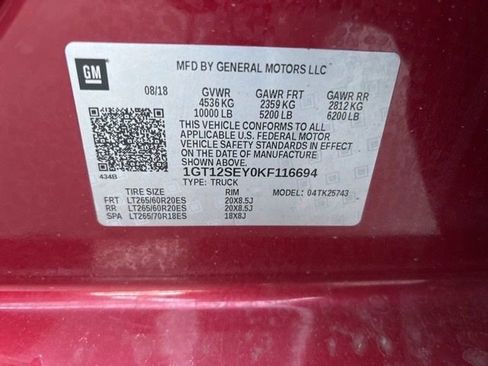 GM
MFD BY GENERAL MOTORS LLC
08/18 GVWR GAWR FRT GAWR RR
4536 KG 2359 KG 2812 KG
10000 LB 5200 LB 6200 LB
THIS VEHICLE CONFORMS TO ALL
APPLICABLE U.S. FEDERAL MOTOR
VEHICLE SAFETY STANDARDS IN EFFECT
ON THE DATE OF MANUFACTURE
SHOWN ABOVE.
434B 1GT12SEY0KF116694
TYPE: TRUCK MODEL: 04TK25743
TIRE SIZE RIM
FRT LT265/60R20ES 20X8.5J
RR LT265/60R20ES 20X8.5J
SPA LT265/70R18ES 18X8J